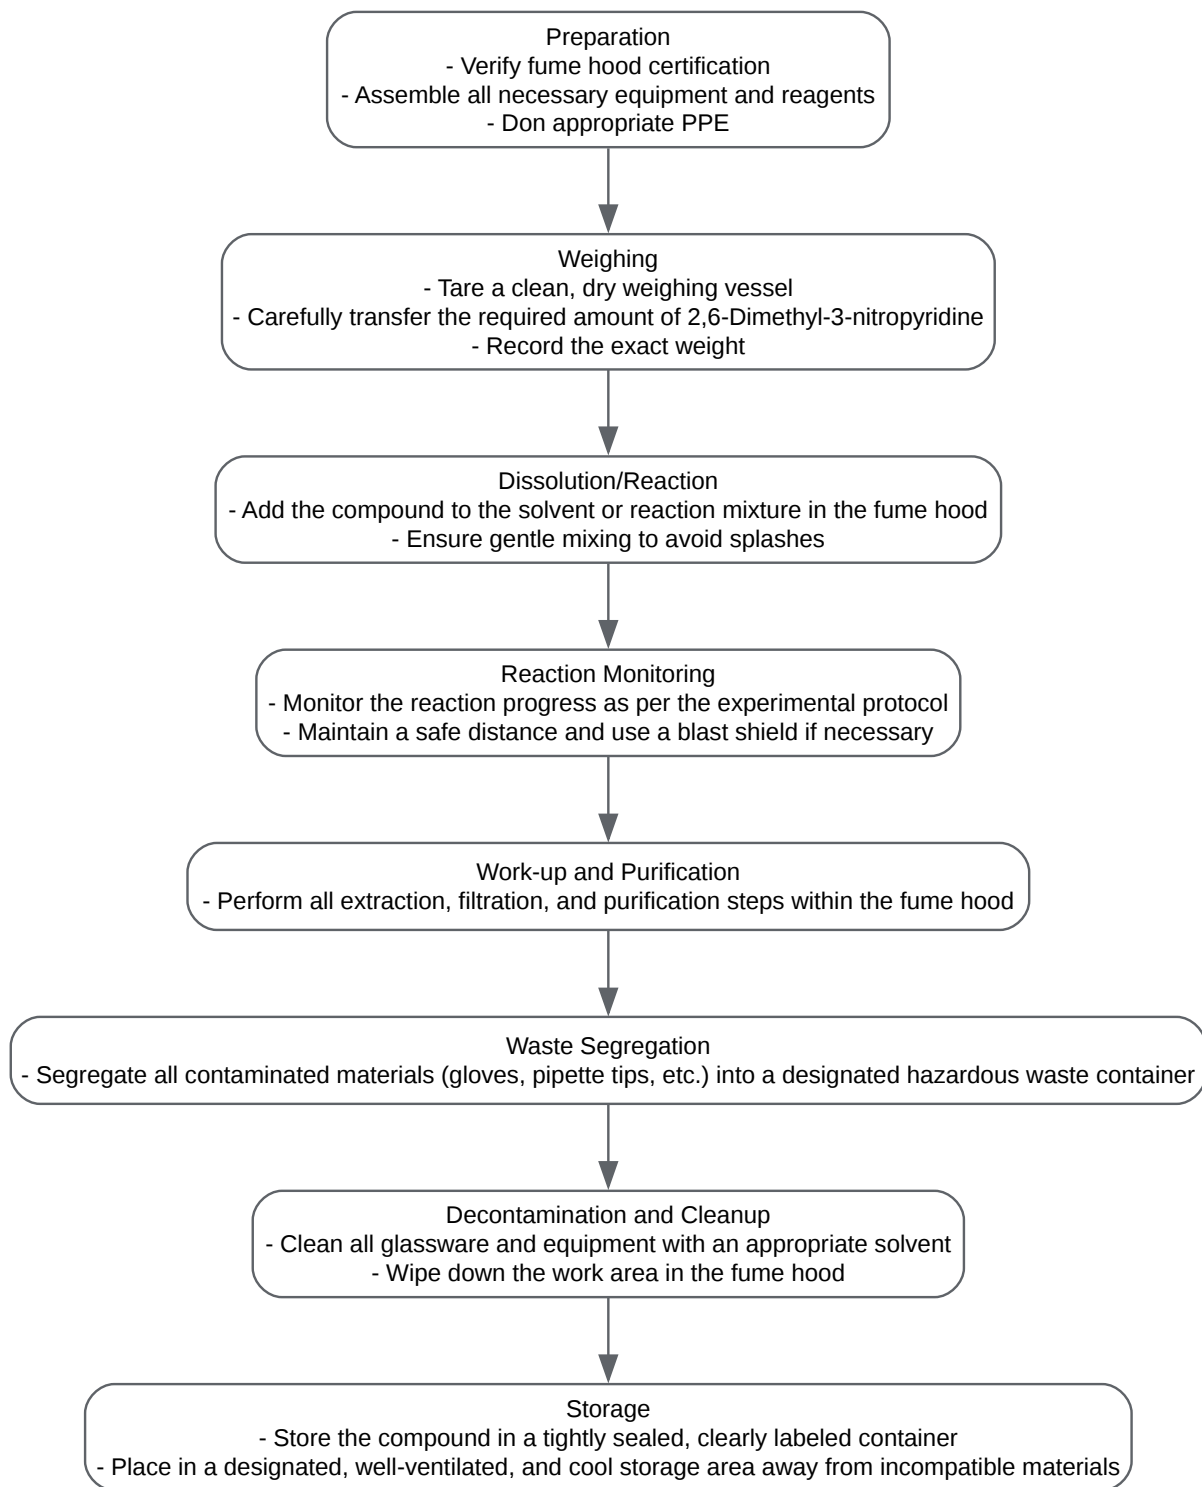 Preparation
- Verify fume hood certification
- Assemble all necessary equipment and reagents
- Don appropriate PPE
Weighing
- Tare a clean, dry weighing vessel
- Carefully transfer the required amount of 2,6-Dimethyl-3-nitropyridine
- Record the exact weight
Dissolution/Reaction
- Add the compound to the solvent or reaction mixture in the fume hood
- Ensure gentle mixing to avoid splashes
Reaction Monitoring
- Monitor the reaction progress as per the experimental protocol
- Maintain a safe distance and use a blast shield if necessary
Work-up and Purification
- Perform all extraction, filtration, and purification steps within the fume hood
Waste Segregation
- Segregate all contaminated materials (gloves, pipette tips, etc.) into a designated hazardous waste container
Decontamination and Cleanup
- Clean all glassware and equipment with an appropriate solvent
- Wipe down the work area in the fume hood
Storage
- Store the compound in a tightly sealed, clearly labeled container
- Place in a designated, well-ventilated, and cool storage area away from incompatible materials